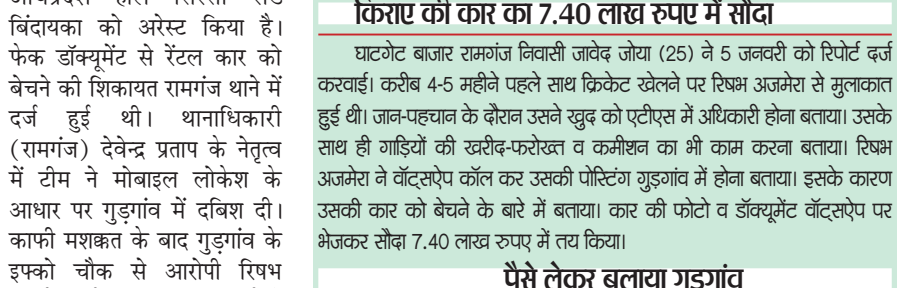 बिंदायका को अरेस्ट किया है।
फेक डॉक्यूमेंट से रेंटल कार को
बेचने की शिकायत रामगंज थाने में
दर्ज हुई थी। थानाधिकारी
(रामगंज) देवेन्द्र प्रताप के नेतृत्व
में टीम ने मोबाइल लोकेश के
आधार पर गुड़गांव में दबिश दी।
काफी मशक्कत के बाद गुड़गांव के
इफ्को चौक से आरोपी रिषभ
किराए की कार का 7.40 लाख रुपए में सौदा
घाटगेट बाजार रामगंज निवासी जावेद जोया (25) ने 5 जनवरी को रिपोर्ट दर्ज
करवाई। करीब 4-5 महीने पहले साथ क्रिकेट खेलने पर रिषभ अजमेरा से मुलाकात
हुई थी। जान-पहचान के दौरान उसने खुद को एटीएस में अधिकारी होना बताया। उसके
साथ ही गाड़ियों की खरीद-फरोख्त व कमीशन का भी काम करना बताया। रिषभ
अजमेरा ने वॉट्सऐप कॉल कर उसकी पोस्टिंग गुड़गांव में होना बताया। इसके कारण
उसकी कार को बेचने के बारे में बताया। कार की फोटो व डॉक्यूमेंट वॉट्सऐप पर
भेजकर सौदा 7.40 लाख रुपए में तय किया।
पैसे लेकर बुलाया गुड़गांव